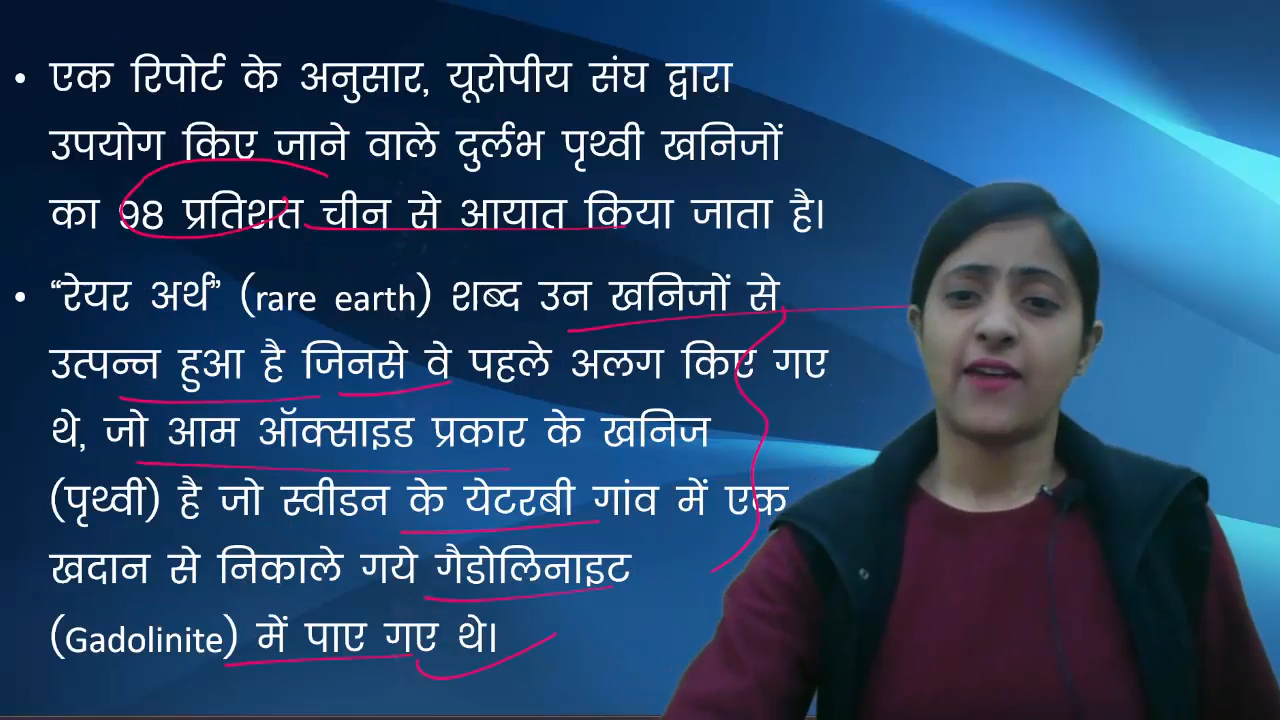 • एक रिपोर्ट के अनुसार, यूरोपीय संघ द्वारा
उपयोग किए जाने वाले दुर्लभ पृथ्वी खनिजों
का 98 प्रतिशत चीन से आयात किया जाता है।
• “रेयर अर्थ” (rare earth) शब्द उन खनिजों से
उत्पन्न हुआ है जिनसे वे पहले अलग किए गए
थे, जो आम ऑक्साइड प्रकार के खनिज
(पृथ्वी) है जो स्वीडन के येटरबी गांव में एक
खदान से निकाले गये गैडोलिनाइट
(Gadolinite) में पाए गए थे।